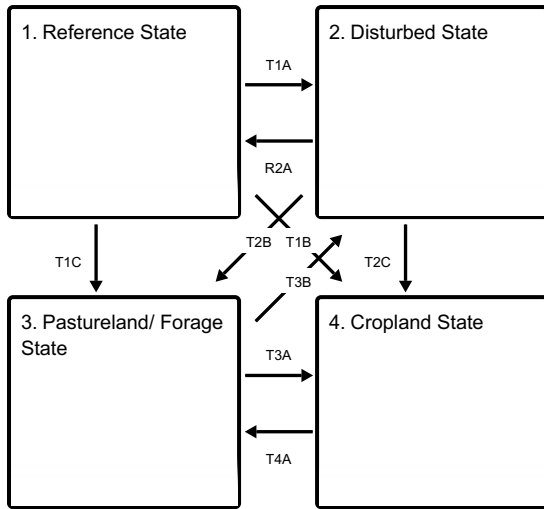 1. Reference State
2. Disturbed State
T1A
R2A
T2B
T1B
T1C
T3B
T2C
3. Pastureland/ Forage
State
4. Cropland State
T3A
T4A